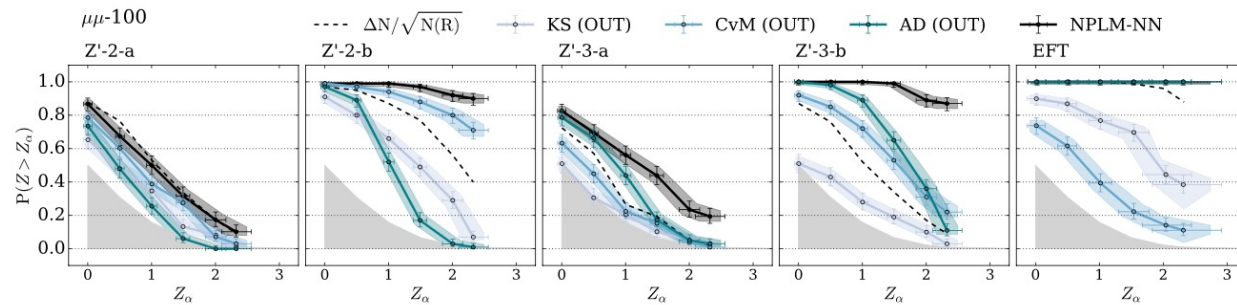 μμ-100
ΔN/√N(R) KS (OUT) CvM (OUT) AD (OUT) NPLM-NN
Z'-2-a Z'-2-b Z'-3-a Z'-3-b EFT
P(Z > Z_α)
1.0
0.8
0.6
0.4
0.2
0.0
0 1 2 3 0 1 2 3 0 1 2 3 0 1 2 3 0 1 2 3
Z_α Z_α Z_α Z_α Z_α